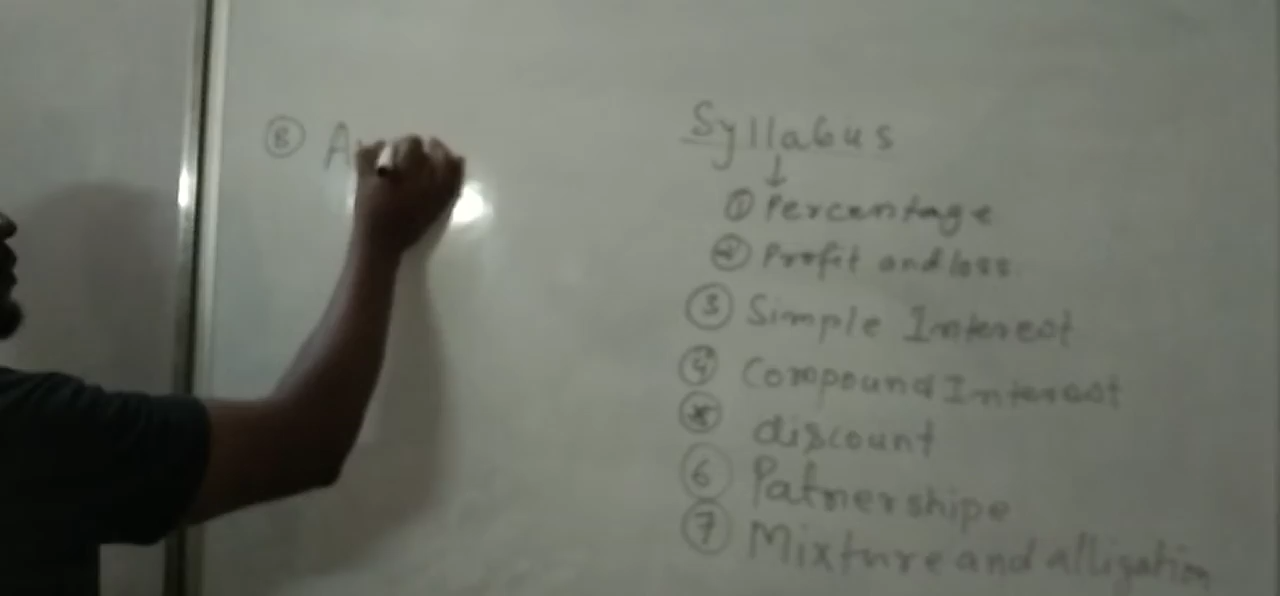 Syllabus
① Percentage
② Profit and loss
③ Simple Interest
④ Compound Interest
discount
⑥ Patnershipe
⑦ Mixture and alligation
⑧ A